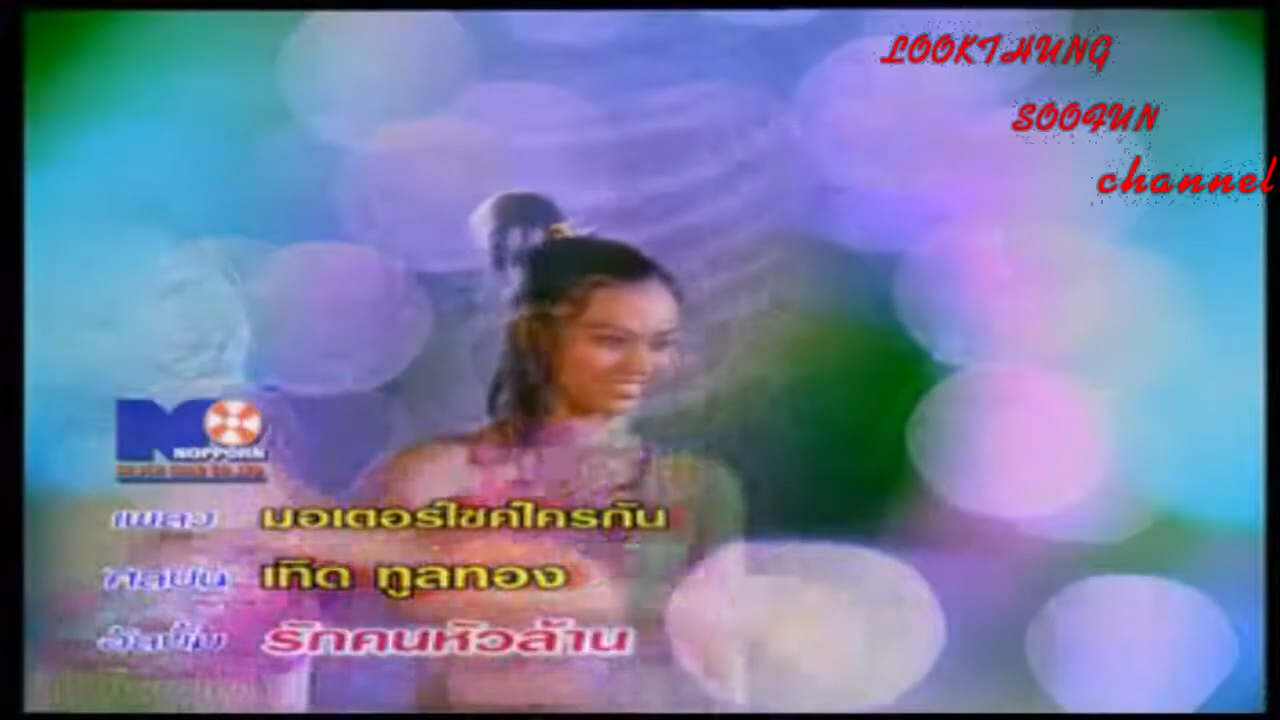 LOOKTHUNG
SOOFUN
channel
NOPPORN
เพลง มอเตอร์ไซค์ใครกัน
ศิลปิน เทิด ทูลทอง
อัลบั้ม รักคนหัวล้าน